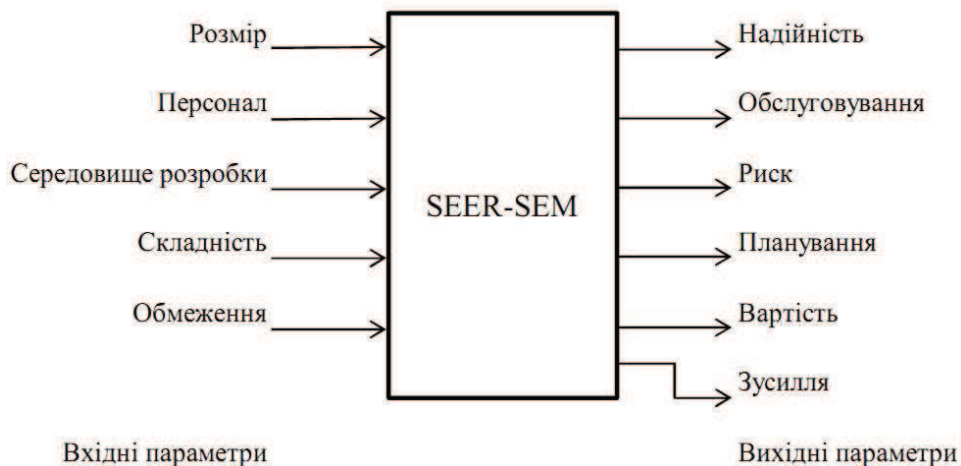 Розмір
Персонал
Середовище розробки
Складність
Обмеження
Вхідні параметри
SEER-SEM
Надійність
Обслуговування
Риск
Планування
Вартість
Зусилля
Вихідні параметри